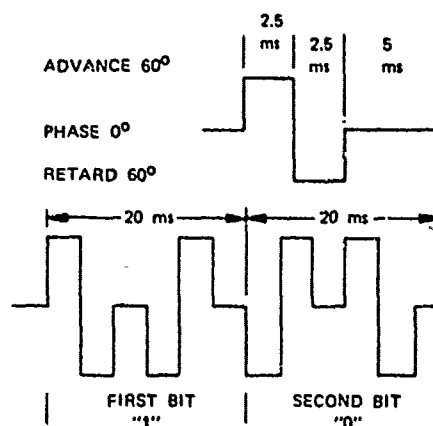 2.5 ms
2.5 ms
5 ms
ADVANCE 60°
PHASE 0°
RETARD 60°
20 ms
20 ms
FIRST BIT
"1"
SECOND BIT
"0"